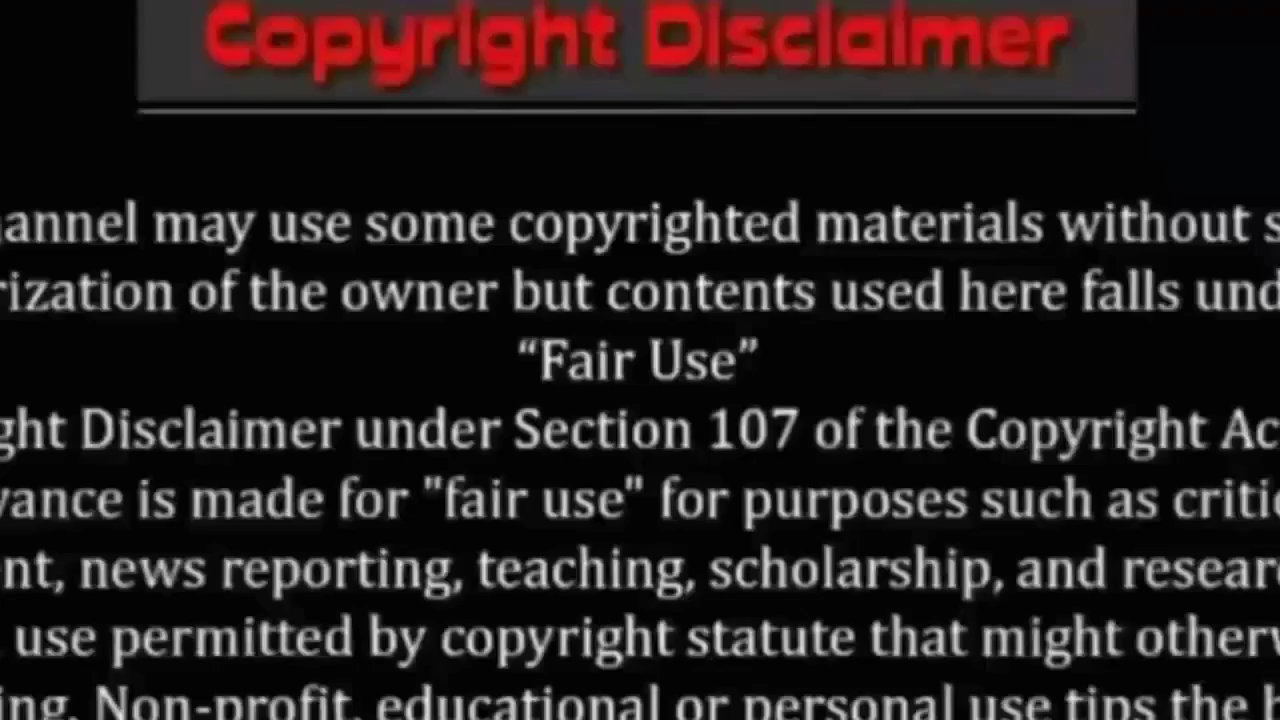 Copyright Disclaimer
hannel may use some copyrighted materials without s
rization of the owner but contents used here falls und
“Fair Use”
ght Disclaimer under Section 107 of the Copyright Ac
vance is made for "fair use" for purposes such as critic
nt, news reporting, teaching, scholarship, and resear
use permitted by copyright statute that might otherw
ing. Non-profit, educational or personal use tips the b